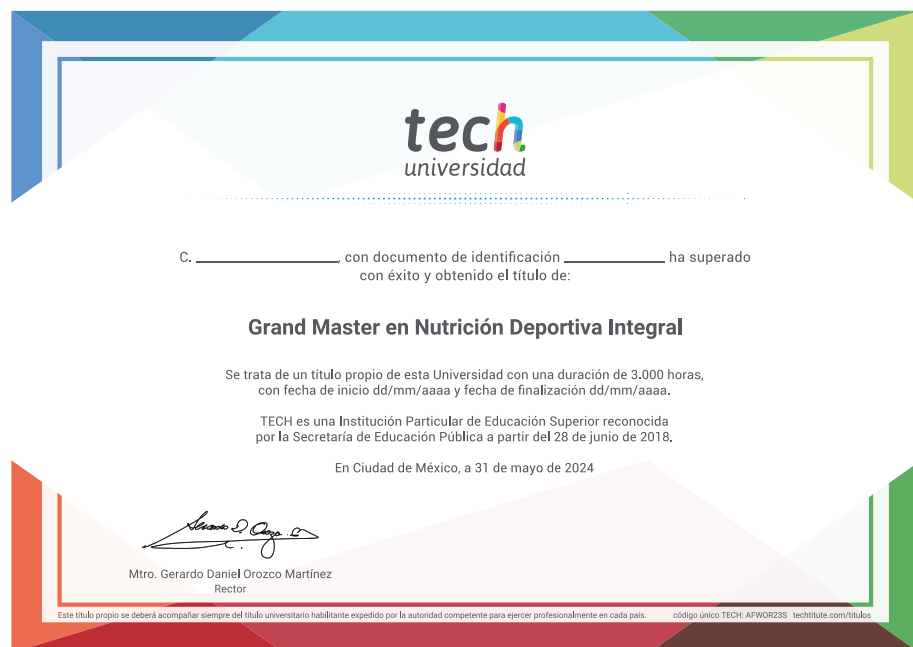 tech
universidad
C. ____________, con documento de identificación ____________ ha superado
con éxito y obtenido el título de:
Grand Master en Nutrición Deportiva Integral
Se trata de un título propio de esta Universidad con una duración de 3.000 horas,
con fecha de inicio dd/mm/aaaa y fecha de finalización dd/mm/aaaa.
TECH es una Institución Particular de Educación Superior reconocida
por la Secretaría de Educación Pública a partir del 28 de junio de 2018.
En Ciudad de México, a 31 de mayo de 2024
Mtro. Gerardo Daniel Orozco Martínez
Rector
Este título propio se deberá acompañar siempre del título universitario habilitante expedido por la autoridad competente para ejercer profesionalmente en cada país. código único TECH: AFWOR23S techtitute.com/titulos